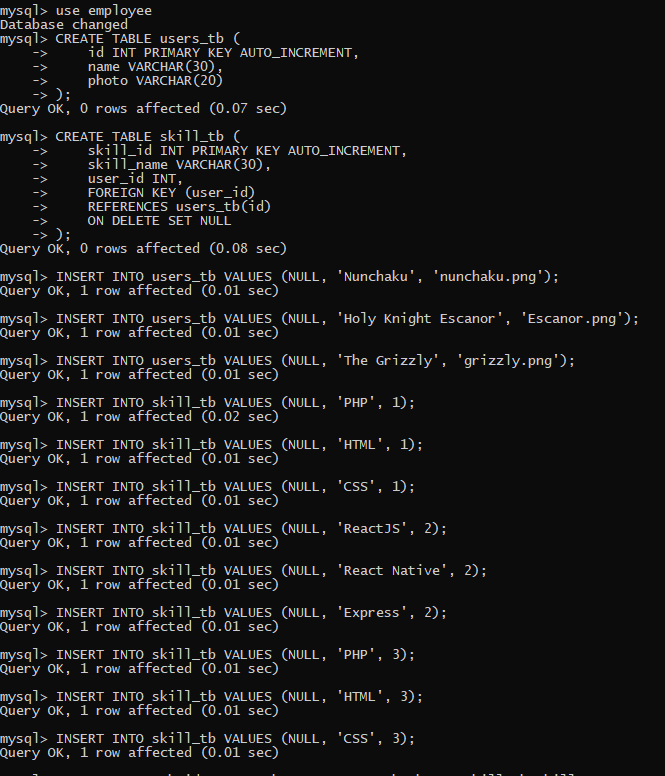 mysql> use employee
Database changed
mysql> CREATE TABLE users_tb (
    ->     id INT PRIMARY KEY AUTO_INCREMENT,
    ->     name VARCHAR(30),
    ->     photo VARCHAR(20)
    -> );
Query OK, 0 rows affected (0.07 sec)

mysql> CREATE TABLE skill_tb (
    ->     skill_id INT PRIMARY KEY AUTO_INCREMENT,
    ->     skill_name VARCHAR(30),
    ->     user_id INT,
    ->     FOREIGN KEY (user_id)
    ->     REFERENCES users_tb(id)
    ->     ON DELETE SET NULL
    -> );
Query OK, 0 rows affected (0.08 sec)

mysql> INSERT INTO users_tb VALUES (NULL, 'Nunchaku', 'nunchaku.png');
Query OK, 1 row affected (0.01 sec)

mysql> INSERT INTO users_tb VALUES (NULL, 'Holy Knight Escanor', 'Escanor.png');
Query OK, 1 row affected (0.01 sec)

mysql> INSERT INTO users_tb VALUES (NULL, 'The Grizzly', 'grizzly.png');
Query OK, 1 row affected (0.01 sec)

mysql> INSERT INTO skill_tb VALUES (NULL, 'PHP', 1);
Query OK, 1 row affected (0.02 sec)

mysql> INSERT INTO skill_tb VALUES (NULL, 'HTML', 1);
Query OK, 1 row affected (0.01 sec)

mysql> INSERT INTO skill_tb VALUES (NULL, 'CSS', 1);
Query OK, 1 row affected (0.01 sec)

mysql> INSERT INTO skill_tb VALUES (NULL, 'ReactJS', 2);
Query OK, 1 row affected (0.01 sec)

mysql> INSERT INTO skill_tb VALUES (NULL, 'React Native', 2);
Query OK, 1 row affected (0.01 sec)

mysql> INSERT INTO skill_tb VALUES (NULL, 'Express', 2);
Query OK, 1 row affected (0.01 sec)

mysql> INSERT INTO skill_tb VALUES (NULL, 'PHP', 3);
Query OK, 1 row affected (0.01 sec)

mysql> INSERT INTO skill_tb VALUES (NULL, 'HTML', 3);
Query OK, 1 row affected (0.01 sec)

mysql> INSERT INTO skill_tb VALUES (NULL, 'CSS', 3);
Query OK, 1 row affected (0.01 sec)